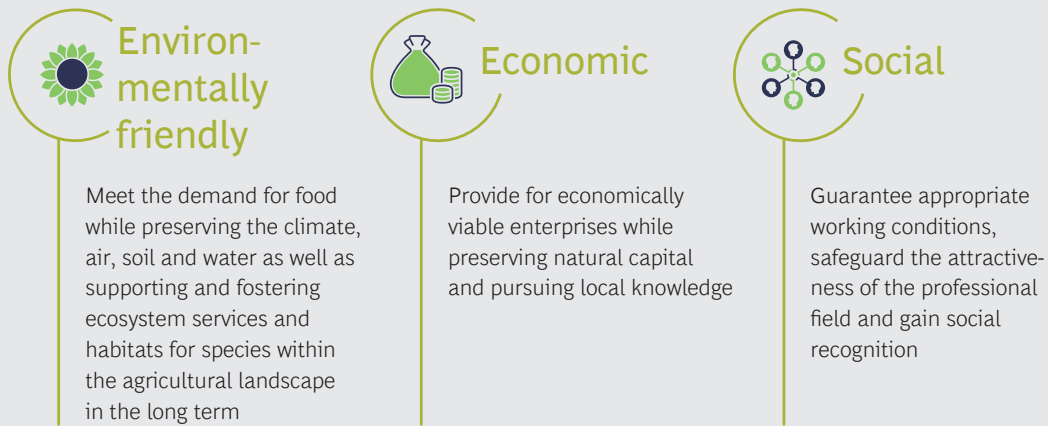 Environ-
mentally
friendly
Meet the demand for food
while preserving the climate,
air, soil and water as well as
supporting and fostering
ecosystem services and
habitats for species within
the agricultural landscape
in the long term
Economic
Provide for economically
viable enterprises while
preserving natural capital
and pursuing local knowledge
Social
Guarantee appropriate
working conditions,
safeguard the attractive-
ness of the professional
field and gain social
recognition